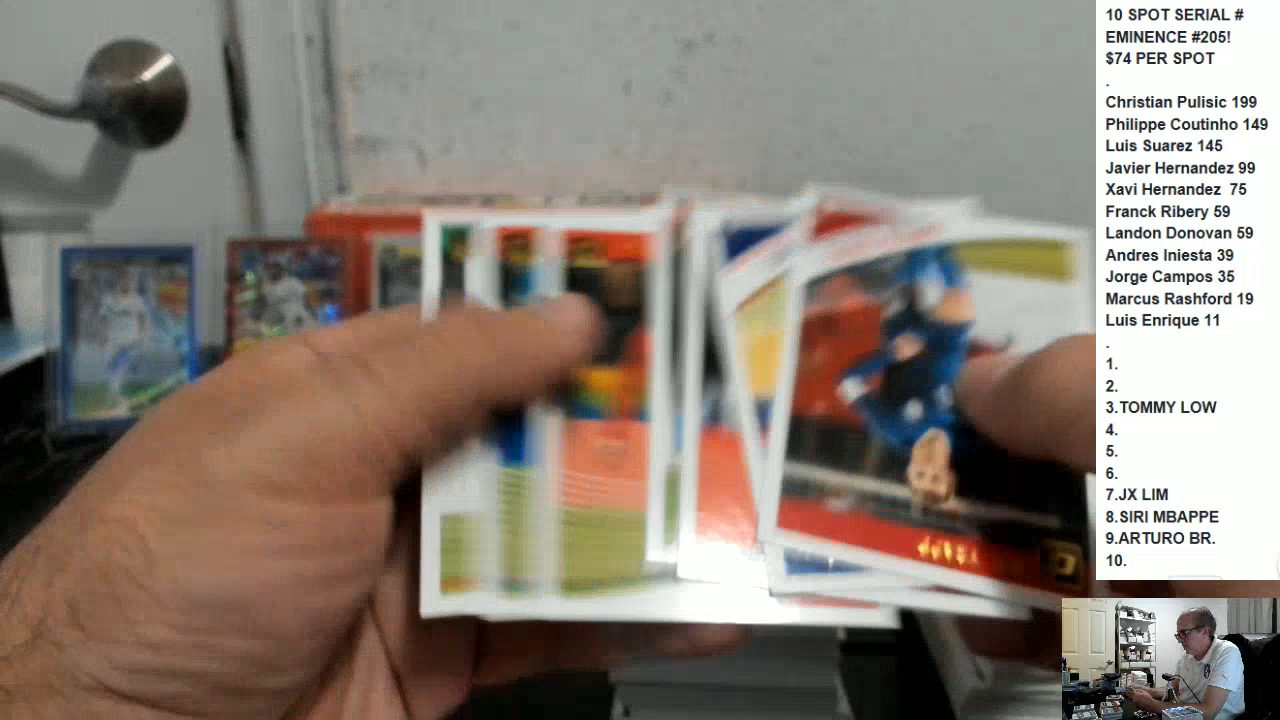 10 SPOT SERIAL #
EMINENCE #205!
$74 PER SPOT
.
Christian Pulisic 199
Philippe Coutinho 149
Luis Suarez 145
Javier Hernandez 99
Xavi Hernandez 75
Franck Ribery 59
Landon Donovan 59
Andres Iniesta 39
Jorge Campos 35
Marcus Rashford 19
Luis Enrique 11
.
1.
2.
3.TOMMY LOW
4.
5.
6.
7.JX LIM
8.SIRI MBAPPE
9.ARTURO BR.
10.